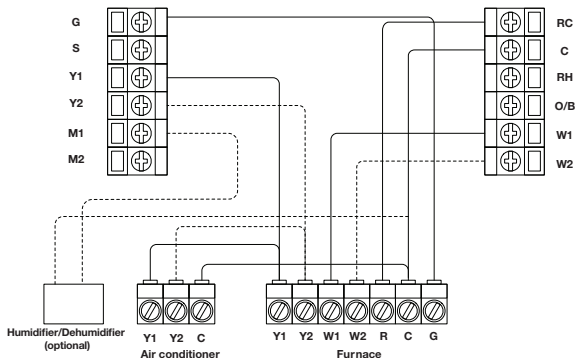 G
S
Y1
Y2
M1
M2
RC
C
RH
O/B
W1
W2
Humidifier/Dehumidifier
(optional)
Y1 Y2 C
Air conditioner
Y1 Y2 W1 W2 R C G
Furnace